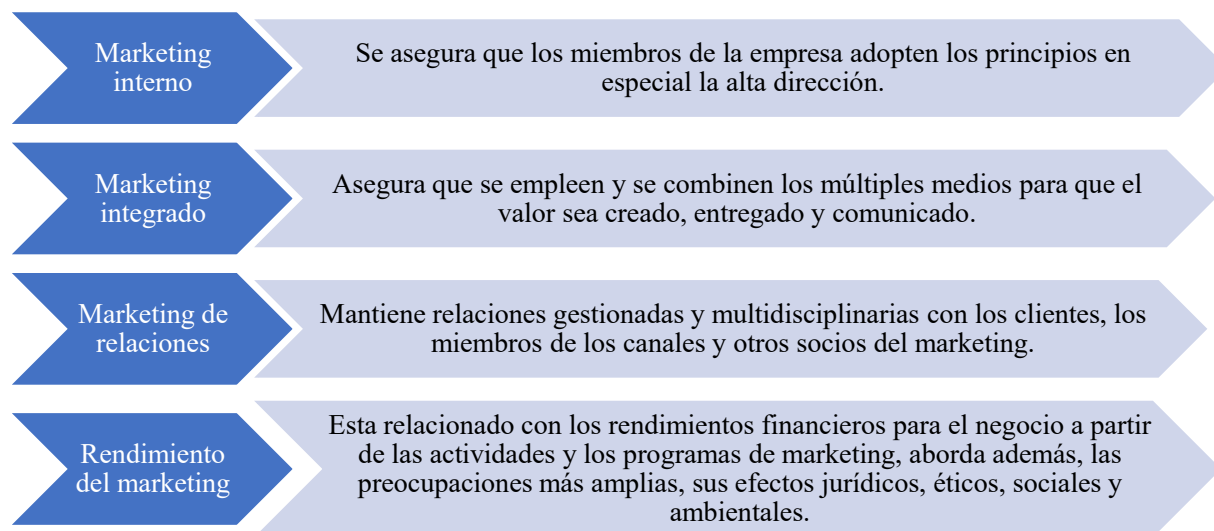 Marketing
interno
Se asegura que los miembros de la empresa adopten los principios en
especial la alta dirección.
Marketing
integrado
Asegura que se empleen y se combinen los múltiples medios para que el
valor sea creado, entregado y comunicado.
Marketing de
relaciones
Mantiene relaciones gestionadas y multidisciplinarias con los clientes, los
miembros de los canales y otros socios del marketing.
Rendimiento
del marketing
Esta relacionado con los rendimientos financieros para el negocio a partir
de las actividades y los programas de marketing, aborda además, las
preocupaciones más amplias, sus efectos jurídicos, éticos, sociales y
ambientales.